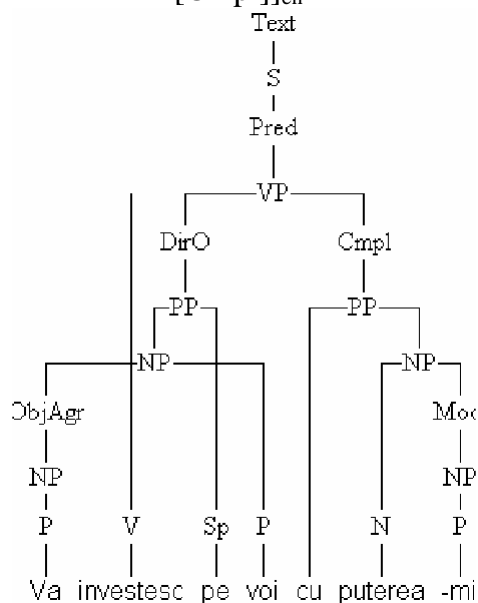 Text
S
Pred
VP
DirO Cmpl
PP PP
NP NP
ObjAgr Mod
NP NP
P V Sp P N P
Va investesc pe voi cu puterea -mi